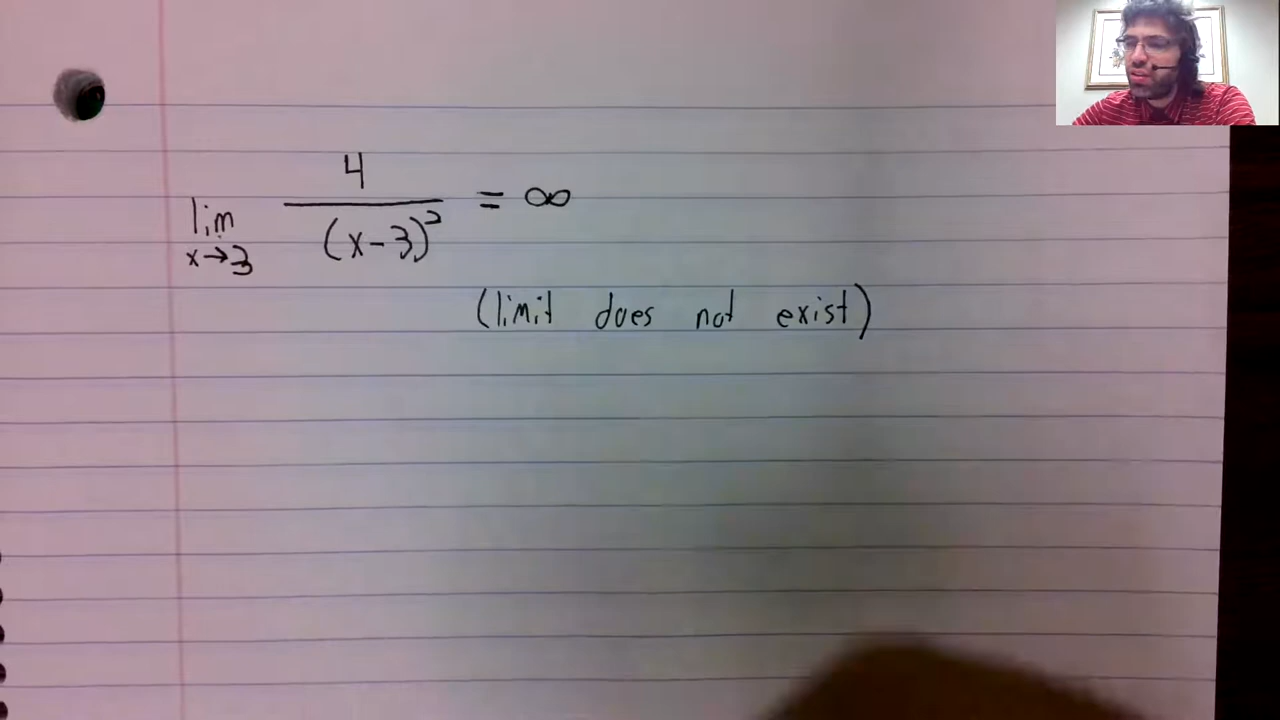 lim x→3 4/(x-3)² = ∞
(limit does not exist)